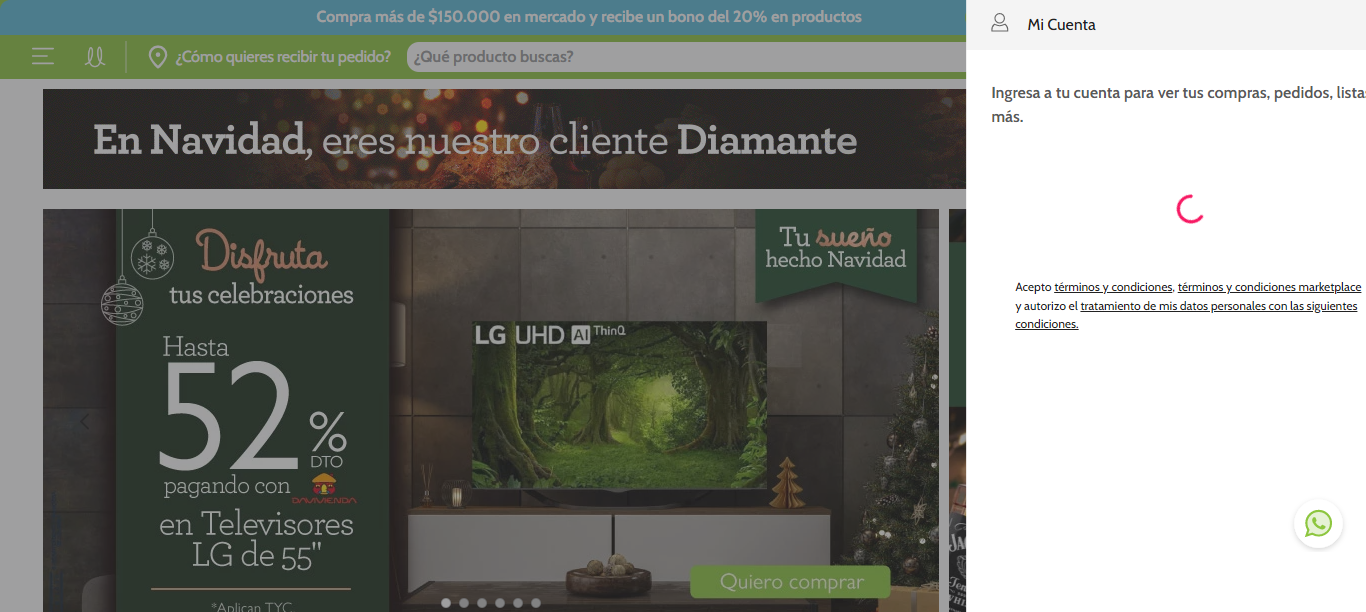 Compra más de $150.000 en mercado y recibe un bono del 20% en productos
¿Cómo quieres recibir tu pedido?
¿Qué producto buscas?
En Navidad, eres nuestro cliente Diamante
Disfruta
tus celebraciones
Hasta
52%
DTO
pagando con
DAVIVIENDA
en Televisores
LG de 55"
*Aplican TYC
Tu sueño
hecho Navidad
LG UHD AI ThinQ
Quiero comprar
Mi Cuenta
Ingresa a tu cuenta para ver tus compras, pedidos, listas
más.
Acepto términos y condiciones, términos y condiciones marketplace
y autorizo el tratamiento de mis datos personales con las siguientes
condiciones.